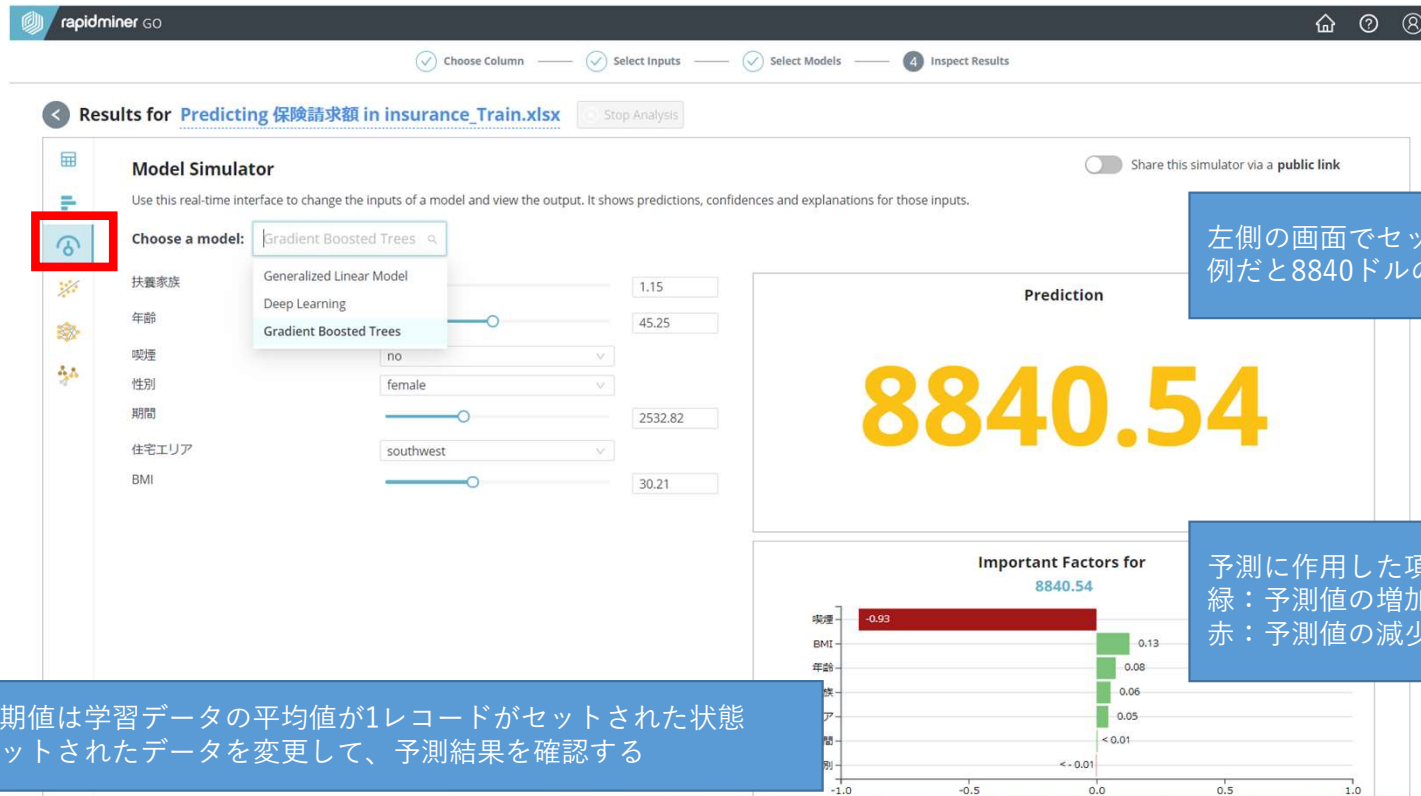 rapidminer GO
Choose Column
Select Inputs
Select Models
4 Inspect Results
Results for Predicting 保険請求額 in insurance_Train.xlsx
Stop Analysis
Model Simulator
Share this simulator via a public link
Use this real-time interface to change the inputs of a model and view the output. It shows predictions, confidences and explanations for those inputs.
Choose a model: Gradient Boosted Trees
Generalized Linear Model
Deep Learning
Gradient Boosted Trees
扶養家族 1.15
年齢 45.25
喫煙 no
性別 female
期間 2532.82
住宅エリア southwest
BMI 30.21
左側の画面でセッ
例だと8840ドルの
Prediction
8840.54
Important Factors for
8840.54
予測に作用した項
緑：予測値の増加
赤：予測値の減少
喫煙 -0.93
BMI 0.13
年齢 0.08
族 0.06
ア 0.05
間 < 0.01
別 < - 0.01
-1.0 -0.5 0.0 0.5 1.0
期値は学習データの平均値が1レコードがセットされた状態
ットされたデータを変更して、予測結果を確認する